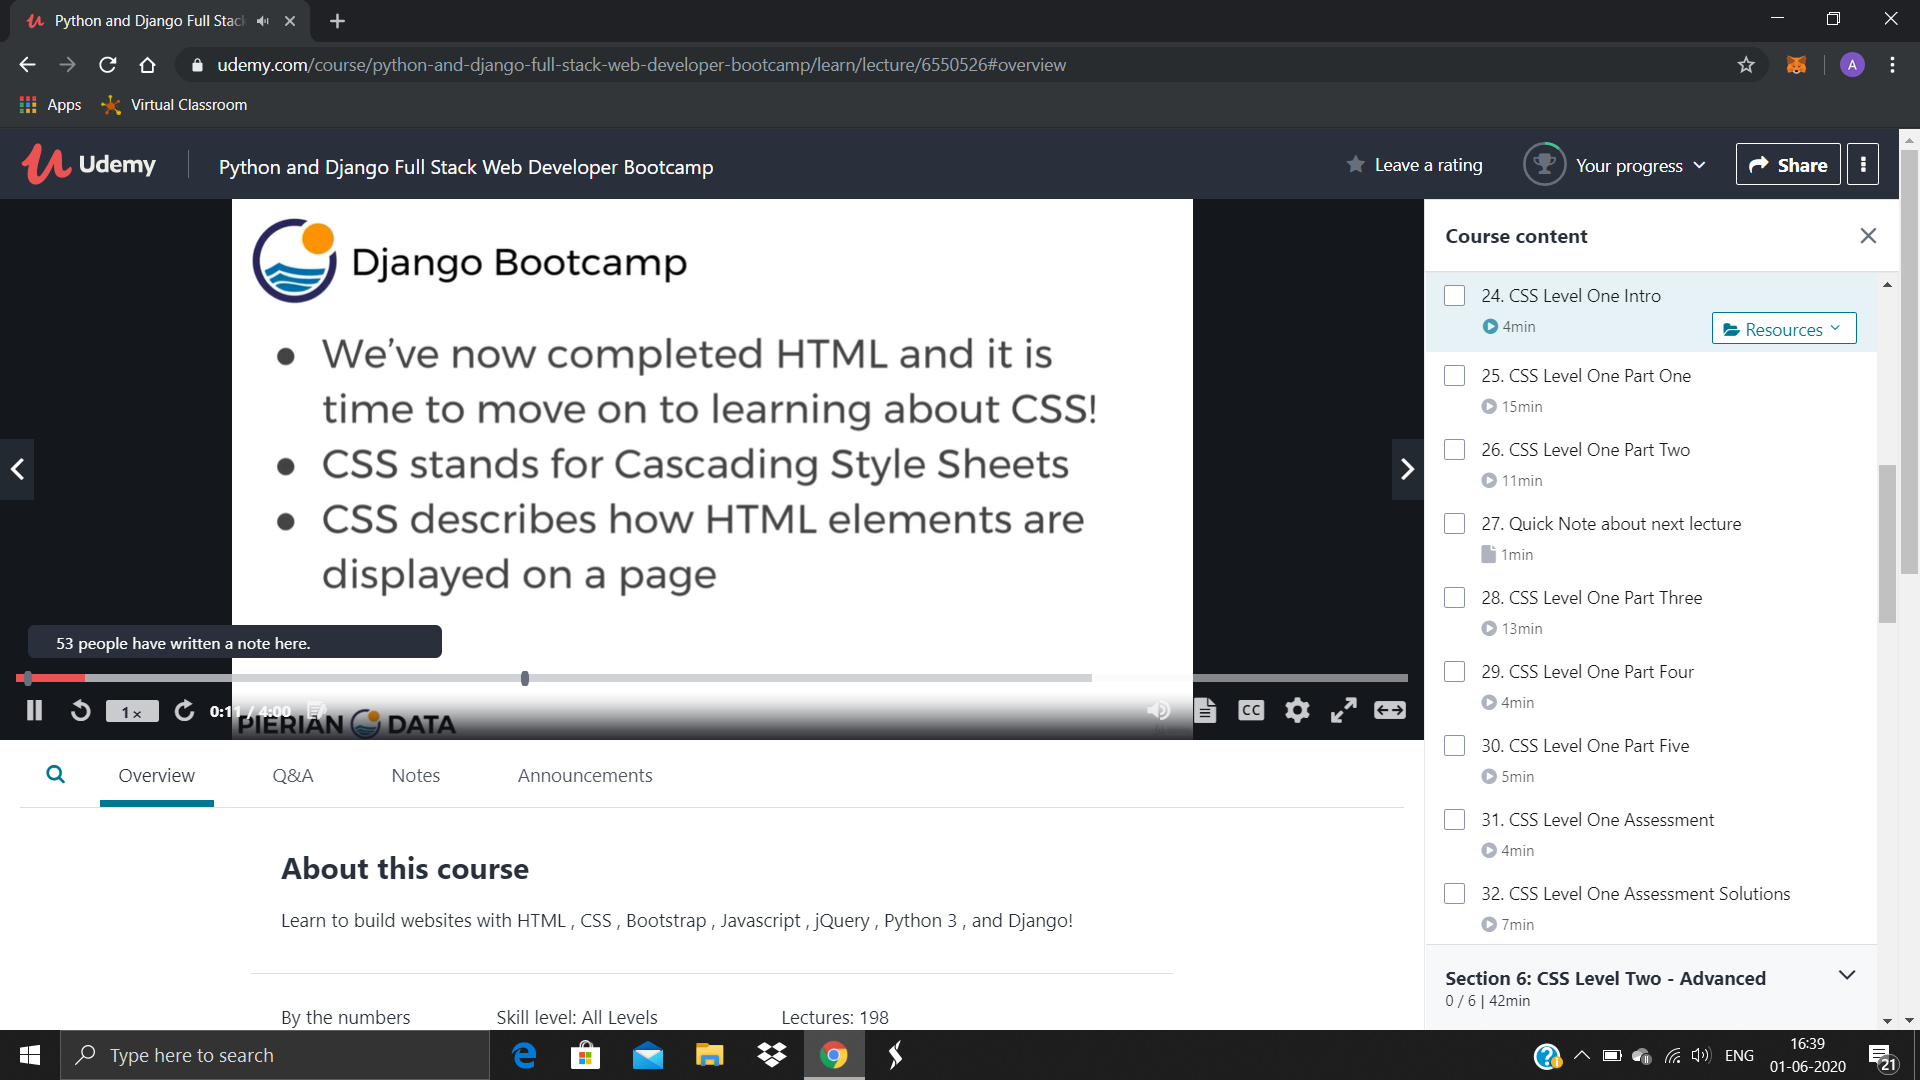 Python and Django Full Stack
udemy.com/course/python-and-django-full-stack-web-developer-bootcamp/learn/lecture/6550526#overview
A
Apps
Virtual Classroom
Udemy
Python and Django Full Stack Web Developer Bootcamp
Leave a rating
Your progress
Share
Django Bootcamp
● We've now completed HTML and it is
time to move on to learning about CSS!
● CSS stands for Cascading Style Sheets
● CSS describes how HTML elements are
displayed on a page
53 people have written a note here.
1x
0:11 / 4:00
CC
PIERIAN DATA
Overview
Q&A
Notes
Announcements
About this course
Learn to build websites with HTML , CSS , Bootstrap , Javascript , jQuery , Python 3 , and Django!
By the numbers
Skill level: All Levels
Lectures: 198
Course content
24. CSS Level One Intro
4min
Resources
25. CSS Level One Part One
15min
26. CSS Level One Part Two
11min
27. Quick Note about next lecture
1min
28. CSS Level One Part Three
13min
29. CSS Level One Part Four
4min
30. CSS Level One Part Five
5min
31. CSS Level One Assessment
4min
32. CSS Level One Assessment Solutions
7min
Section 6: CSS Level Two - Advanced
0 / 6 | 42min
Type here to search
ENG
16:39
01-06-2020
21